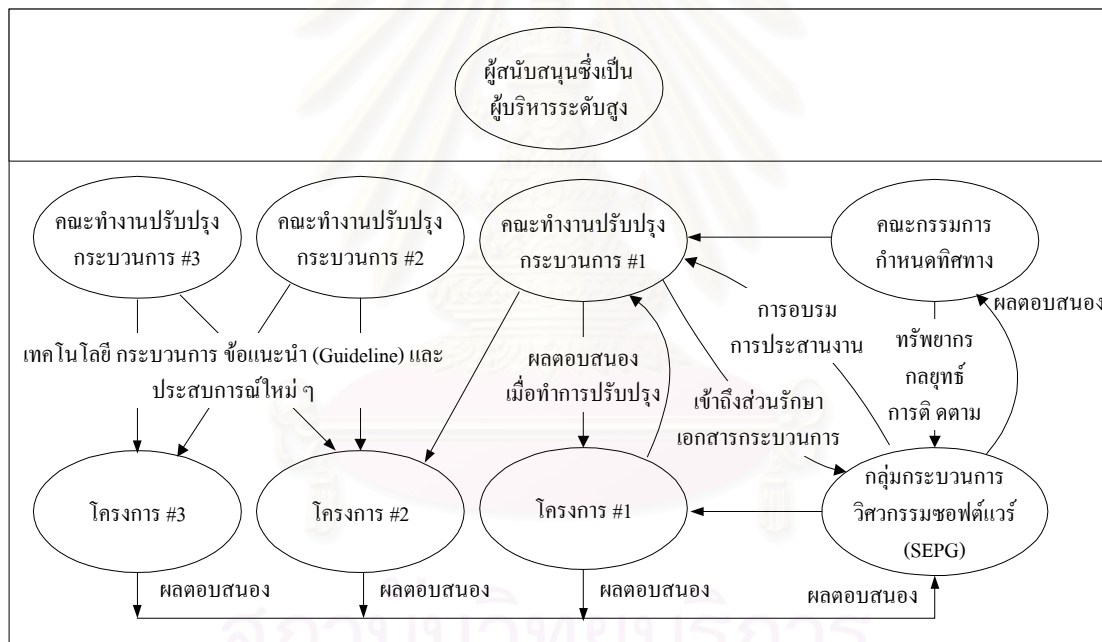 ผู้สนับสนุนซึ่งเป็น
ผู้บริหารระดับสูง
คณะทำงานปรับปรุง
กระบวนการ #3
คณะทำงานปรับปรุง
กระบวนการ #2
คณะทำงานปรับปรุง
กระบวนการ #1
คณะกรรมการ
กำหนดทิศทาง
เทคโนโลยี กระบวนการ ข้อแนะนำ (Guideline) และ
ประสบการณ์ใหม่ ๆ
ผลตอบสนอง
เมื่อทำการปรับปรุง
การอบรม
การประสานงาน
เข้าถึงส่วนรักษา
เอกสารกระบวนการ
ทรัพยากร
กลยุทธ์
การติดตาม
ผลตอบสนอง
โครงการ #3
โครงการ #2
โครงการ #1
กลุ่มกระบวนการ
วิศวกรรมซอฟต์แวร์
(SEPG)
ผลตอบสนอง
ผลตอบสนอง
ผลตอบสนอง
ผลตอบสนอง
สถาบันวิทยบริการ